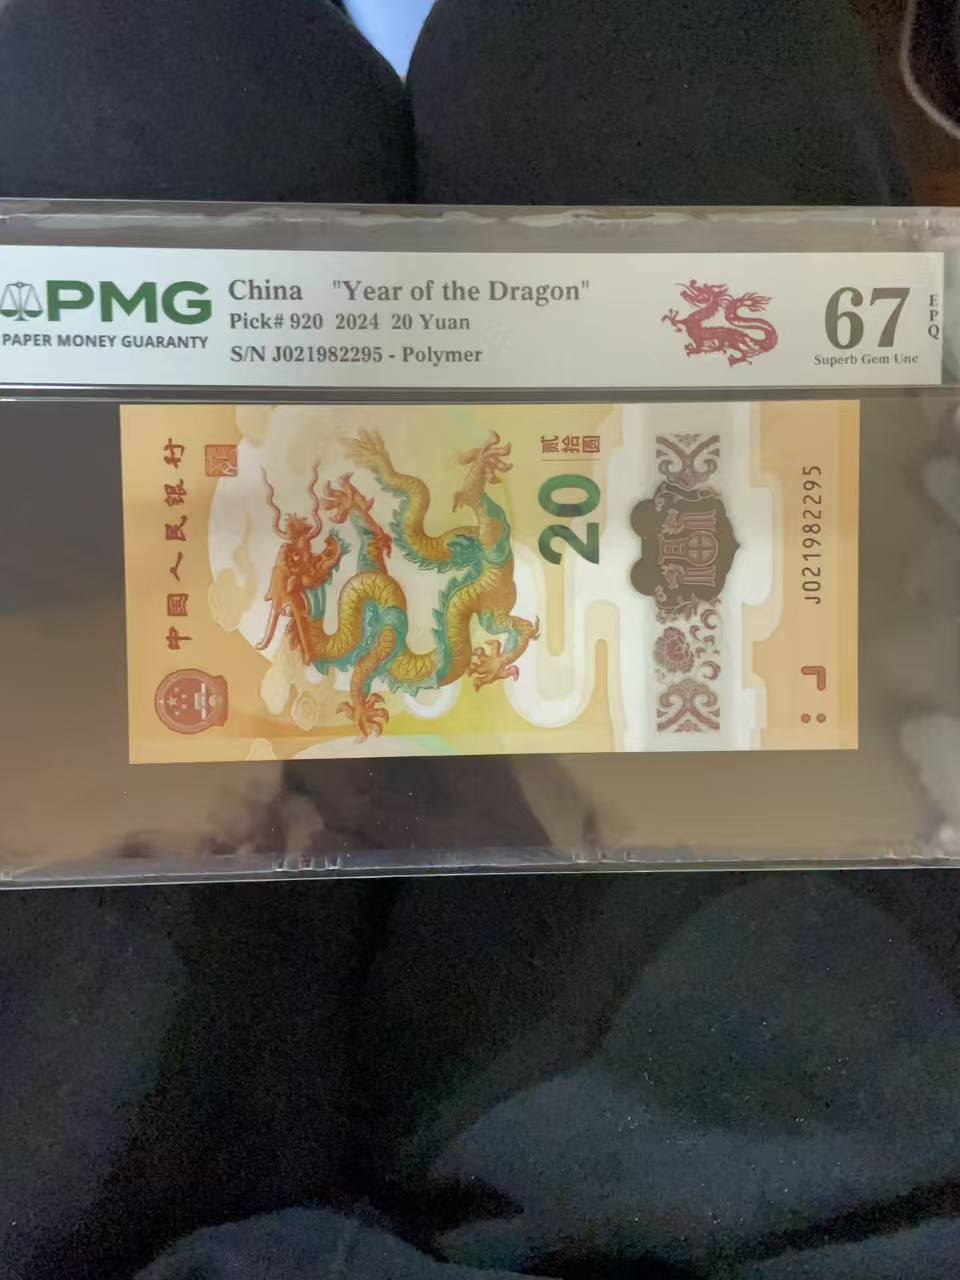 PMG
PAPER MONEY GUARANTY
China "Year of the Dragon"
Pick# 920 2024 20 Yuan
S/N J021982295 - Polymer
67
EPQ
Superb Gem Unc
中国人民银行
贰拾圆
20
福
J021982295